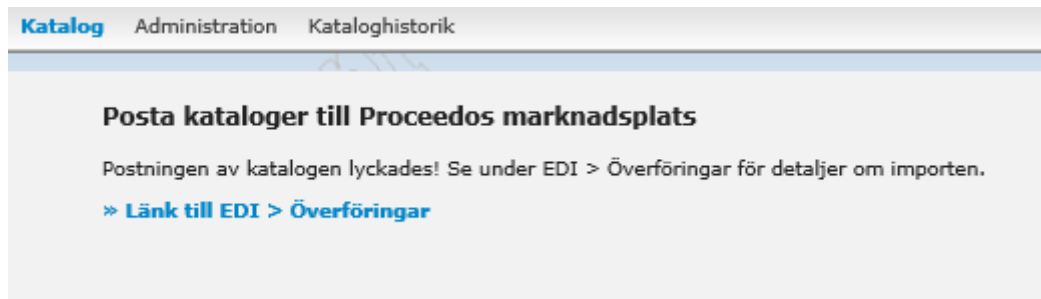 Katalog Administration Kataloghistorik
Posta kataloger till Proceedos marknadsplats
Postningen av katalogen lyckades! Se under EDI > Överföringar för detaljer om importen.
» Länk till EDI > Överföringar